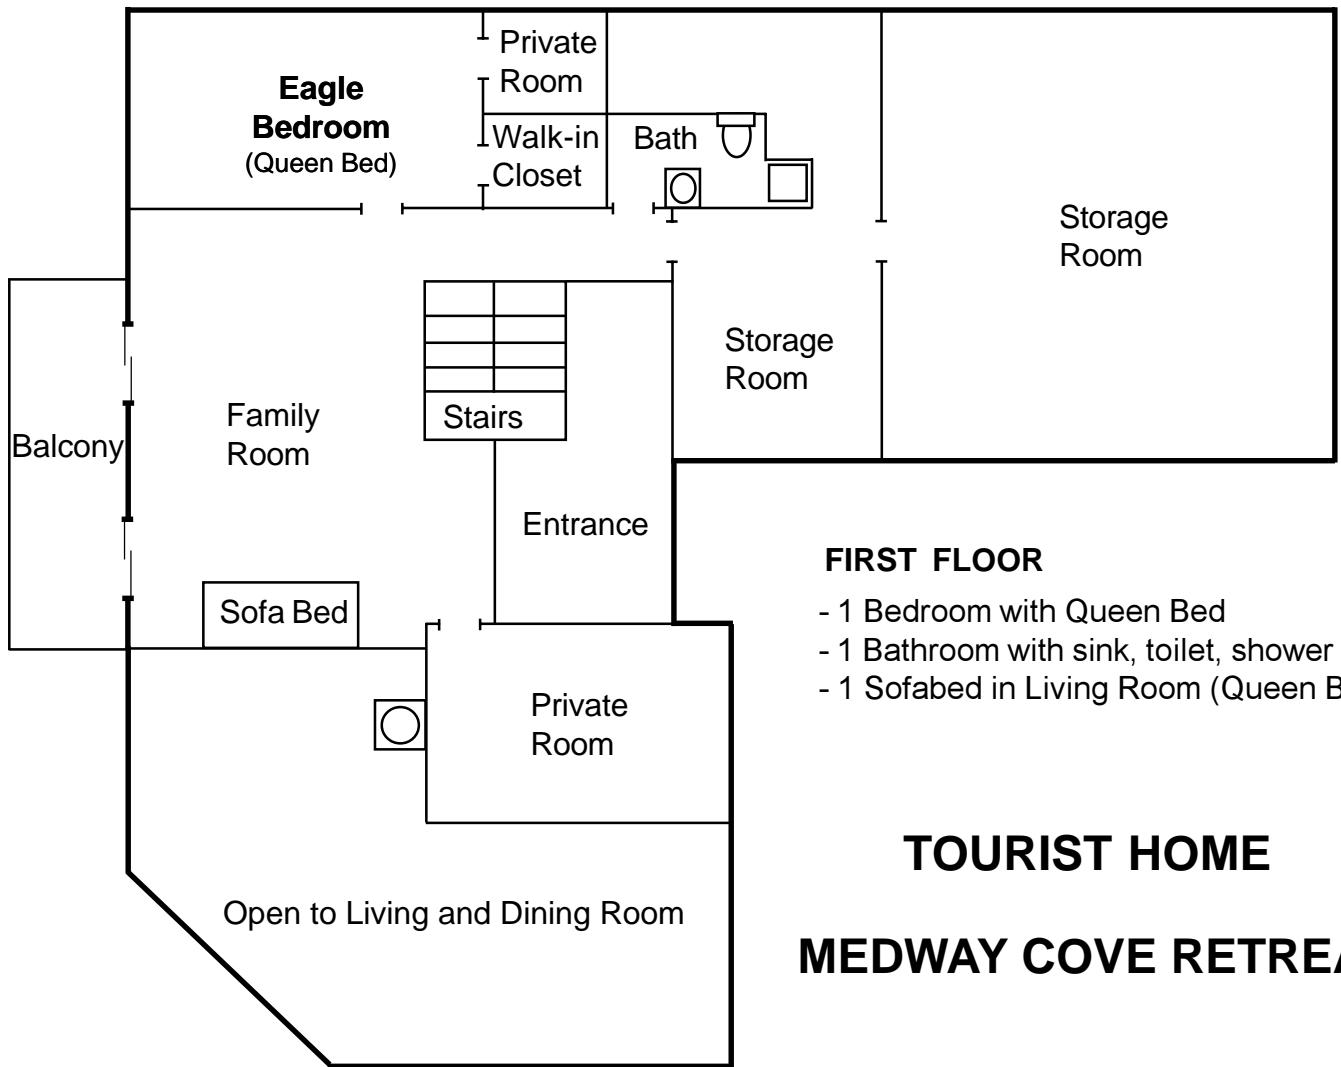 Private
Room
Eagle
Bedroom
(Queen Bed)
Walk-in
Closet
Bath
Storage
Room
Storage
Room
Family
Room
Stairs
Balcony
Entrance
Sofa Bed
FIRST FLOOR
- 1 Bedroom with Queen Bed
- 1 Bathroom with sink, toilet, shower
- 1 Sofabed in Living Room (Queen B
Private
Room
Open to Living and Dining Room
TOURIST HOME
MEDWAY COVE RETREA